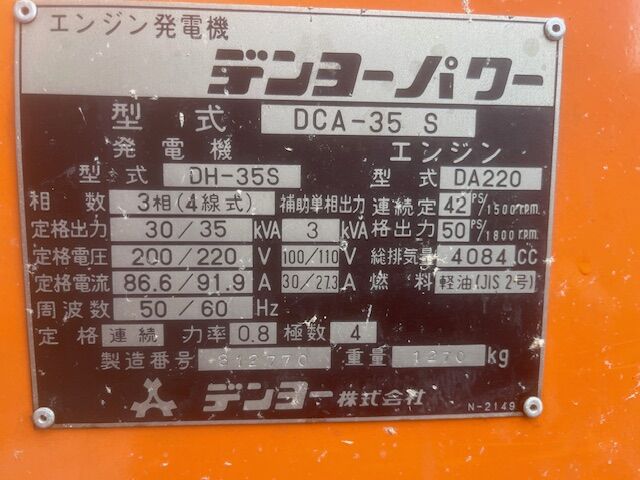 エンジン発電機
デンヨーパワー
型式 DCA-35 S
発電機 エンジン
型式 DH-35S 型式 DA220
相数 3相(4線式) 補助単相出力 連続定 42 PS/1500rpm
定格出力 30/35 kVA 3 kVA 格出力 50 PS/1800rpm
定格電圧 200/220 V 100/110 V 総排気量 4084 CC
定格電流 86.6/91.9 A 30/27.3 A 燃料 軽油(JIS 2号)
周波数 50/60 Hz
定格 連続 力率 0.8 極数 4
製造番号 812770 重量 1270 kg
デンヨー株式会社 N-2149